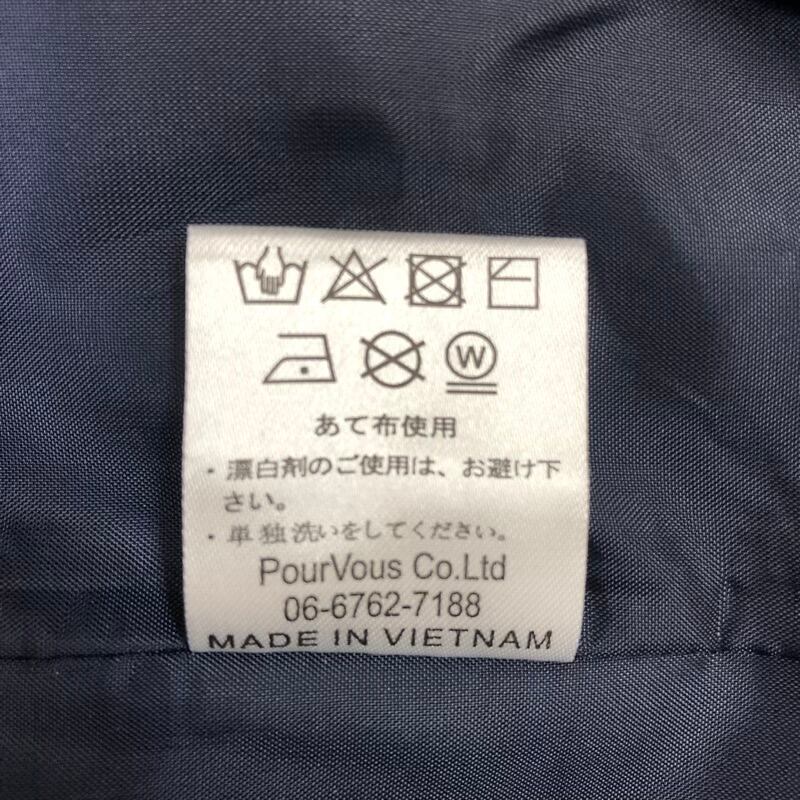 W
あて布使用
・漂白剤のご使用は、お避け下
さい。
・単独洗いをしてください。
PourVous Co.Ltd
06-6762-7188
MADE IN VIETNAM